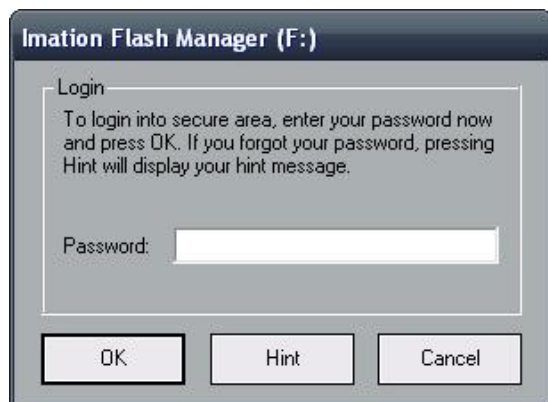 Imation Flash Manager (F:)
Login
To login into secure area, enter your password now
and press OK. If you forgot your password, pressing
Hint will display your hint message.
Password:
OK Hint Cancel